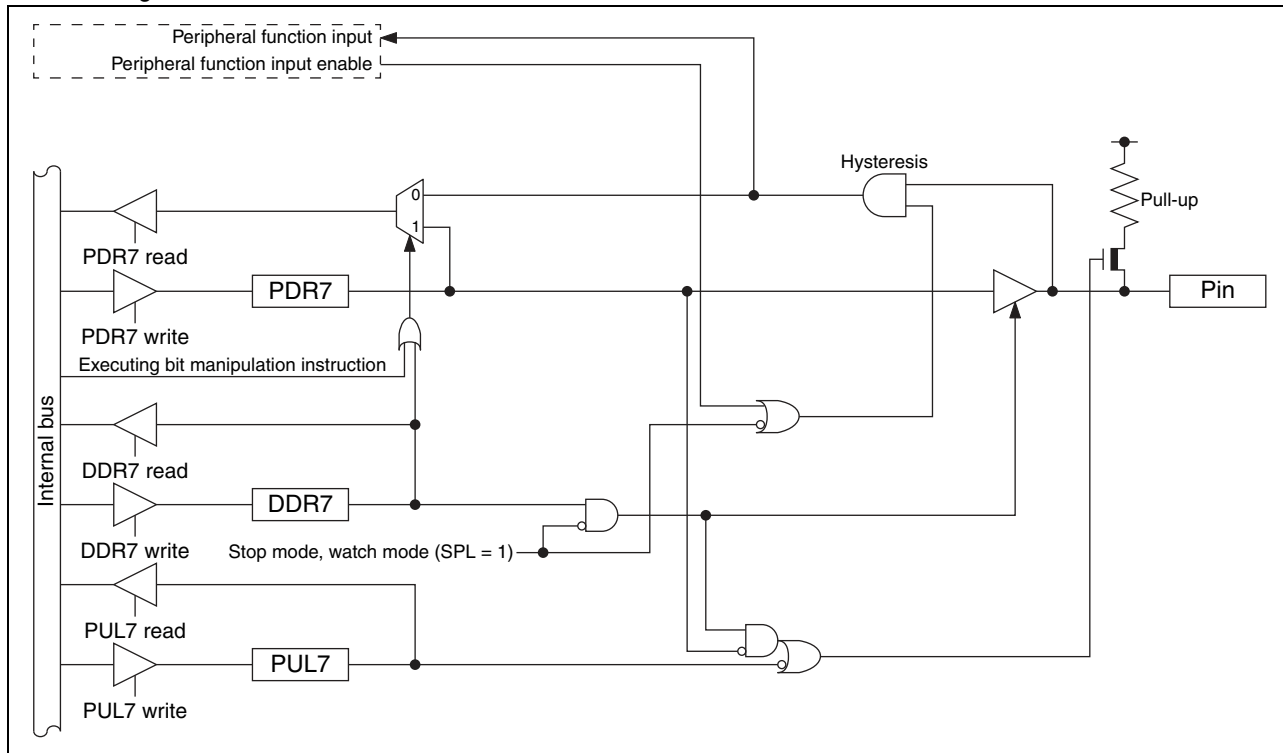 Peripheral function input
Peripheral function input enable
Hysteresis
0
Pull-up
1
PDR7 read
PDR7
Pin
PDR7 write
Executing bit manipulation instruction
Internal bus
DDR7 read
DDR7
DDR7 write
Stop mode, watch mode (SPL = 1)
PUL7 read
PUL7
PUL7 write